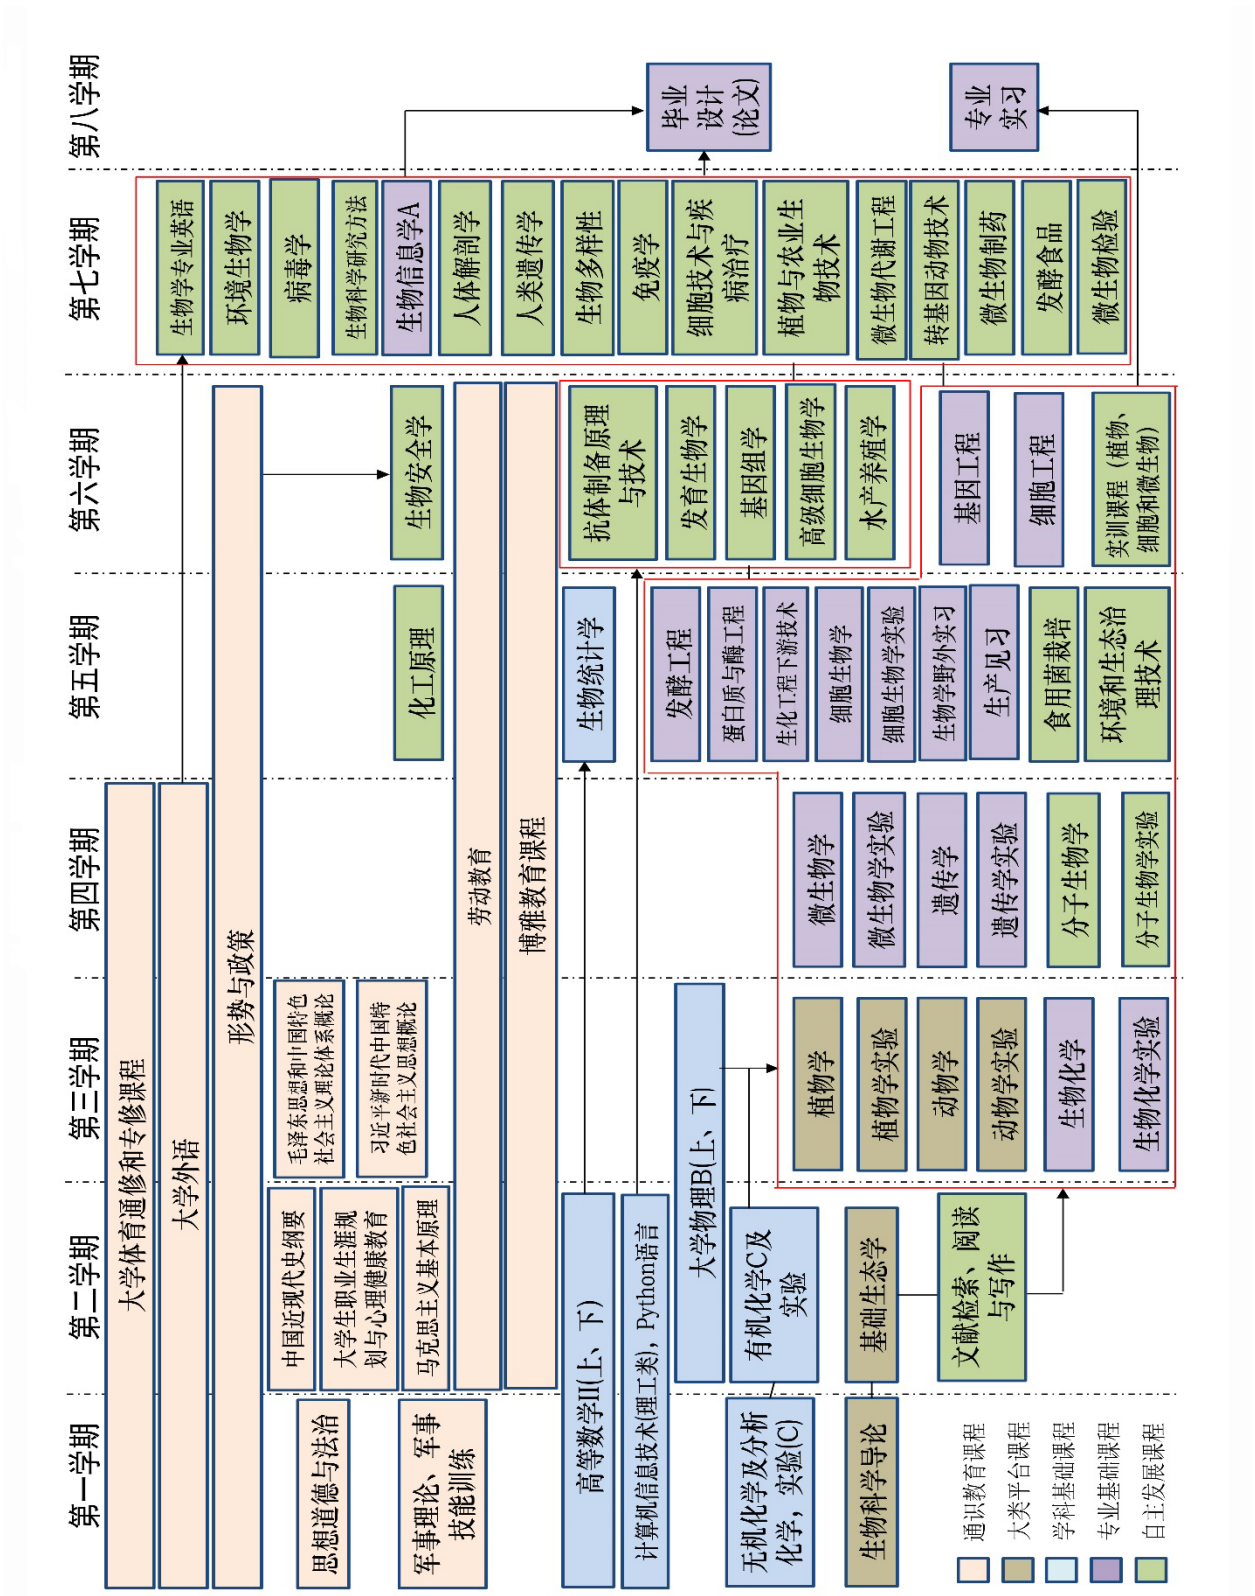 第一学期
第二学期
第三学期
第四学期
第五学期
第六学期
第七学期
第八学期
大学体育通修和专修课程
大学外语
形势与政策
思想道德与法治
军事理论、军事
技能训练
高等数学II(上、下)
计算机信息技术(理工类), Python语言
无机化学及分析
化学, 实验(C)
生物科学导论
中国近现代史纲要
大学生职业生涯规
划与心理健康教育
马克思主义基本原理
劳动教育
博雅教育课程
大学物理B(上、下)
有机化学C及
实验
基础生态学
文献检索、阅读
与写作
毛泽东思想和中国特色
社会主义理论体系概论
习近平新时代中国特
色社会主义思想概论
植物学
植物学实验
动物学
动物学实验
生物化学
生物化学实验
微生物学
微生物学实验
遗传学
遗传学实验
分子生物学
分子生物学实验
化工原理
生物统计学
发酵工程
蛋白质与酶工程
生化工程下游技术
细胞生物学
细胞生物学实验
生物学野外实习
生产见习
食用菌栽培
环境和生态治
理技术
生物安全学
抗体制备原理
与技术
发育生物学
基因组学
高级细胞生物学
水产养殖学
基因工程
细胞工程
实训课程（植物、
细胞和微生物）
生物学专业英语
环境生物学
病毒学
生物科学研究方法
生物信息学A
人体解剖学
人类遗传学
生物多样性
免疫学
细胞技术与疾
病治疗
植物与农业生
物技术
微生物代谢工程
转基因动物技术
微生物制药
发酵食品
微生物检验
毕业
设计
(论文)
专业
实习
通识教育课程
大类平台课程
学科基础课程
专业基础课程
自主发展课程